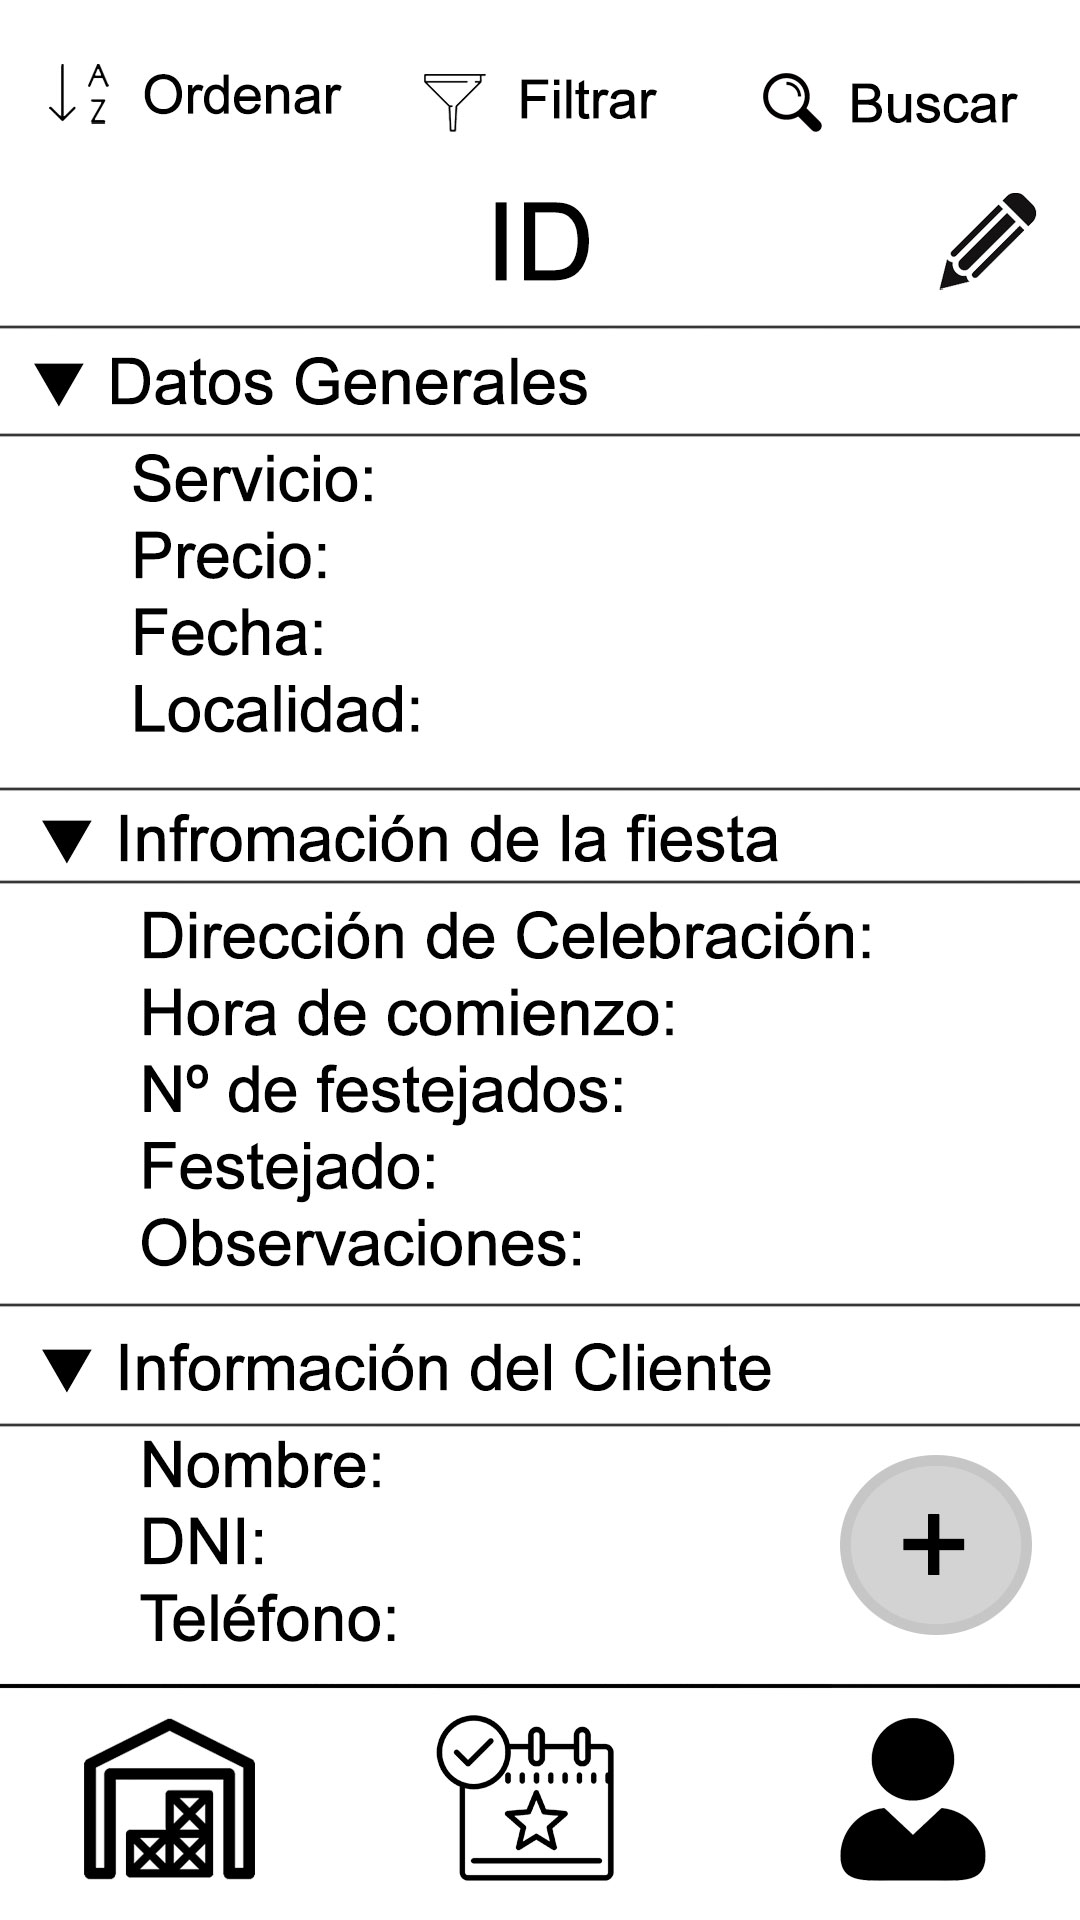 A
Z
Ordenar
Filtrar
Buscar
ID
Datos Generales
Servicio:
Precio:
Fecha:
Localidad:
Infromación de la fiesta
Dirección de Celebración:
Hora de comienzo:
Nº de festejados:
Festejado:
Observaciones:
Información del Cliente
Nombre:
DNI:
Teléfono:
+